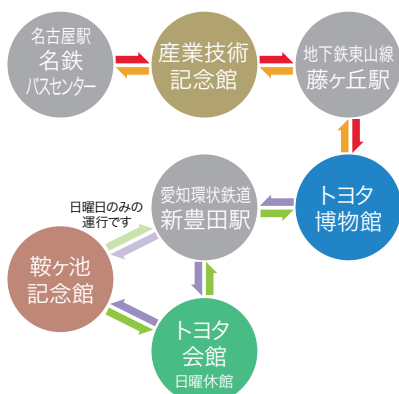 名古屋駅
名鉄
バスセンター
産業技術
記念館
地下鉄東山線
藤ヶ丘駅
トヨタ
博物館
愛知環状鉄道
新豊田駅
日曜日のみの
運行です
鞍ヶ池
記念館
トヨタ
会館
日曜休館